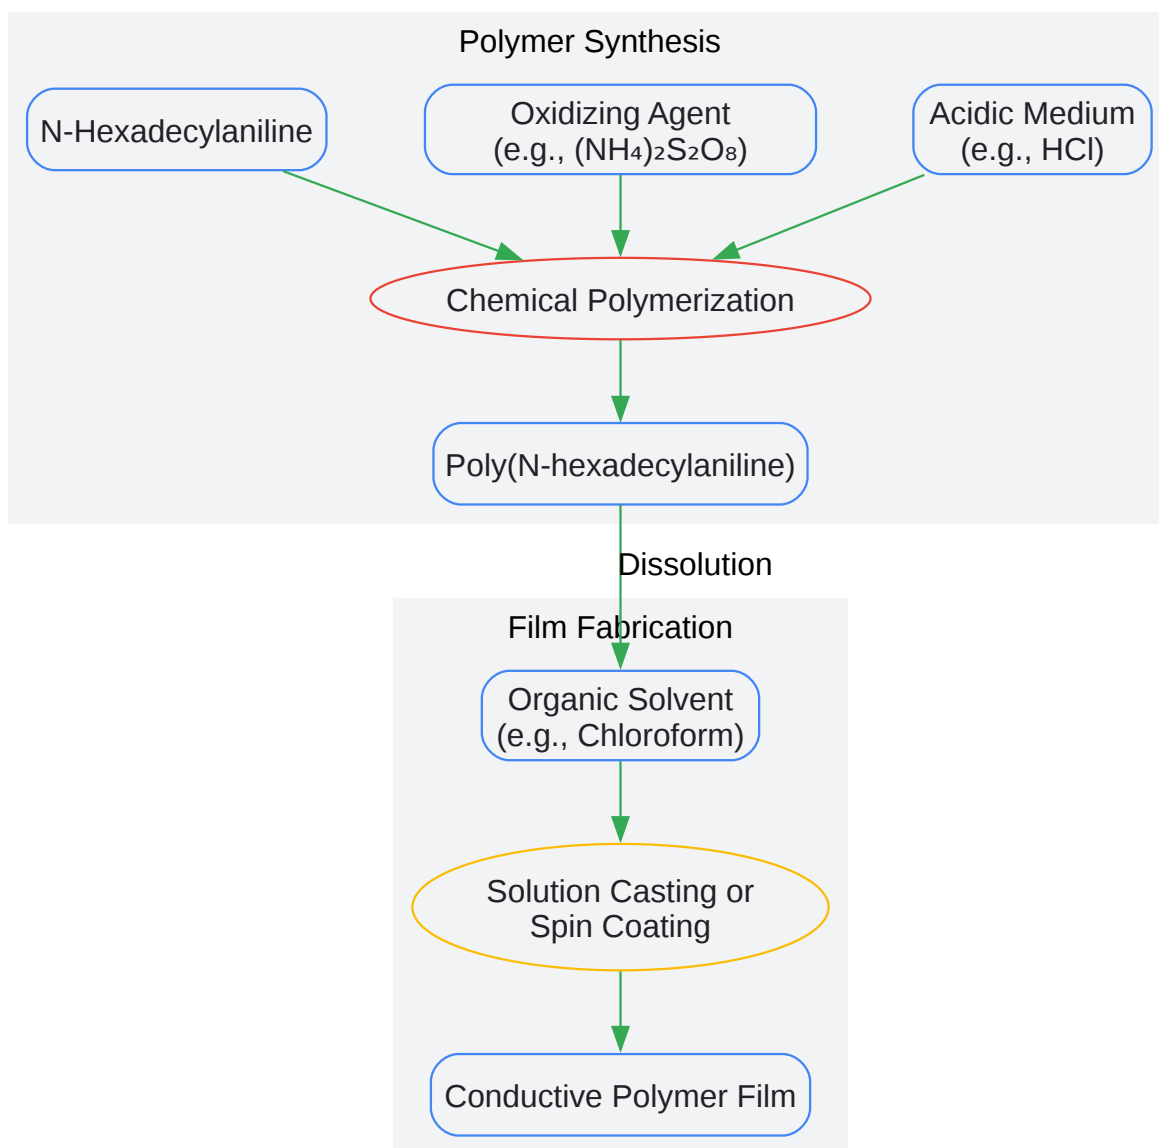 Polymer Synthesis
N-Hexadecylaniline
Oxidizing Agent
(e.g., (NH₄)₂S₂O₈)
Acidic Medium
(e.g., HCl)
Chemical Polymerization
Poly(N-hexadecylaniline)
Dissolution
Film Fabrication
Organic Solvent
(e.g., Chloroform)
Solution Casting or
Spin Coating
Conductive Polymer Film